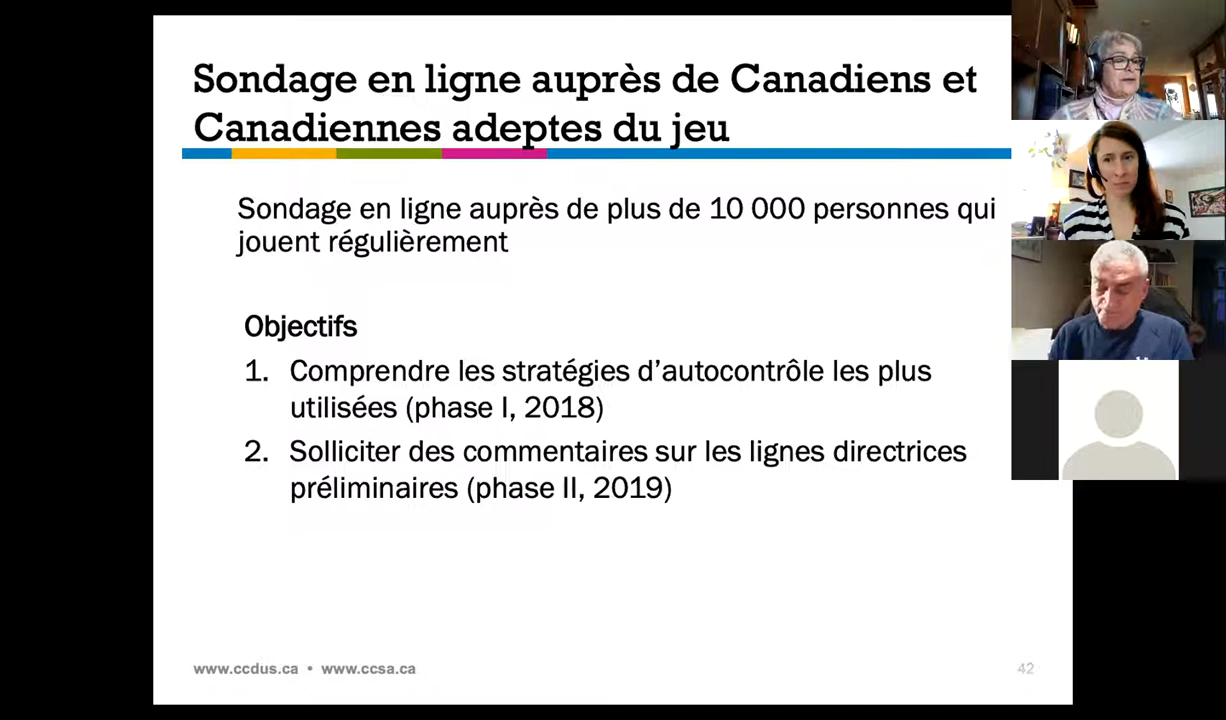 Sondage en ligne auprès de Canadiens et
Canadiennes adeptes du jeu
Sondage en ligne auprès de plus de 10 000 personnes qui
jouent régulièrement
Objectifs
1. Comprendre les stratégies d’autocontrôle les plus
utilisées (phase I, 2018)
2. Solliciter des commentaires sur les lignes directrices
préliminaires (phase II, 2019)
www.ccdus.ca • www.ccsa.ca
42